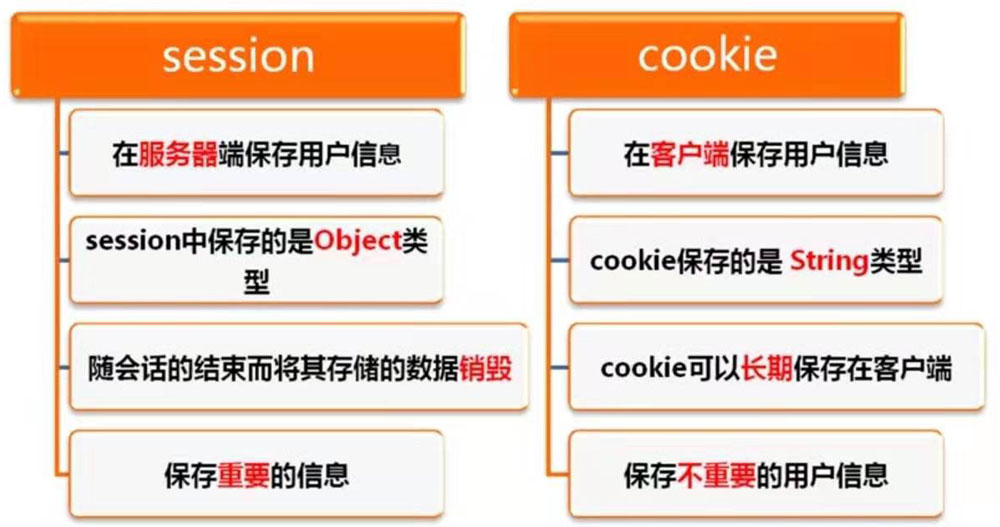 session
在服务器端保存用户信息
session中保存的是Object类
型
随会话的结束而将其存储的数据销毁
保存重要的信息
cookie
在客户端保存用户信息
cookie保存的是 String类型
cookie可以长期保存在客户端
保存不重要的用户信息